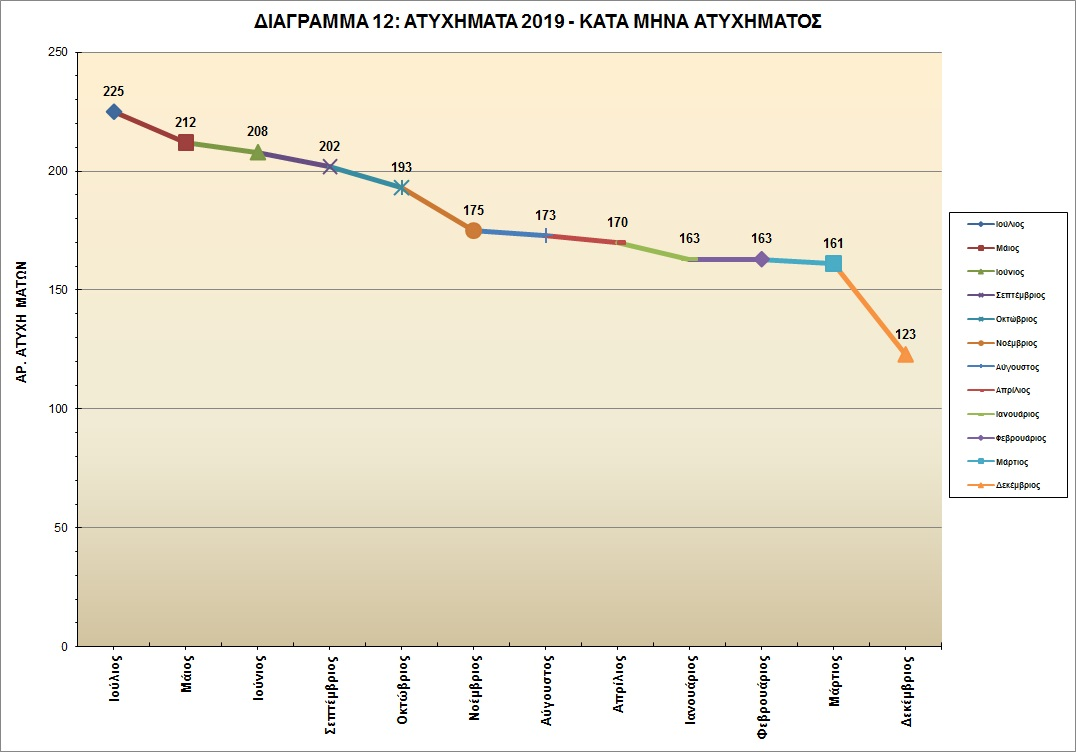 ΔΙΑΓΡΑΜΜΑ 12: ΑΤΥΧΗΜΑΤΑ 2019 - ΚΑΤΑ ΜΗΝΑ ΑΤΥΧΗΜΑΤΟΣ
ΑΡ. ΑΤΥΧΗ ΜΑΤΩΝ
250
200
150
100
50
0
225
212
208
202
193
175
173
170
163
163
161
123
Ιούλιος
Μάιος
Ιούνιος
Σεπτέμβριος
Οκτώβριος
Νοέμβριος
Αύγουστος
Απρίλιος
Ιανουάριος
Φεβρουάριος
Μάρτιος
Δεκέμβριος
Ιούλιος
Μάιος
Ιούνιος
Σεπτέμβριος
Οκτώβριος
Νοέμβριος
Αύγουστος
Απρίλιος
Ιανουάριος
Φεβρουάριος
Μάρτιος
Δεκέμβριος